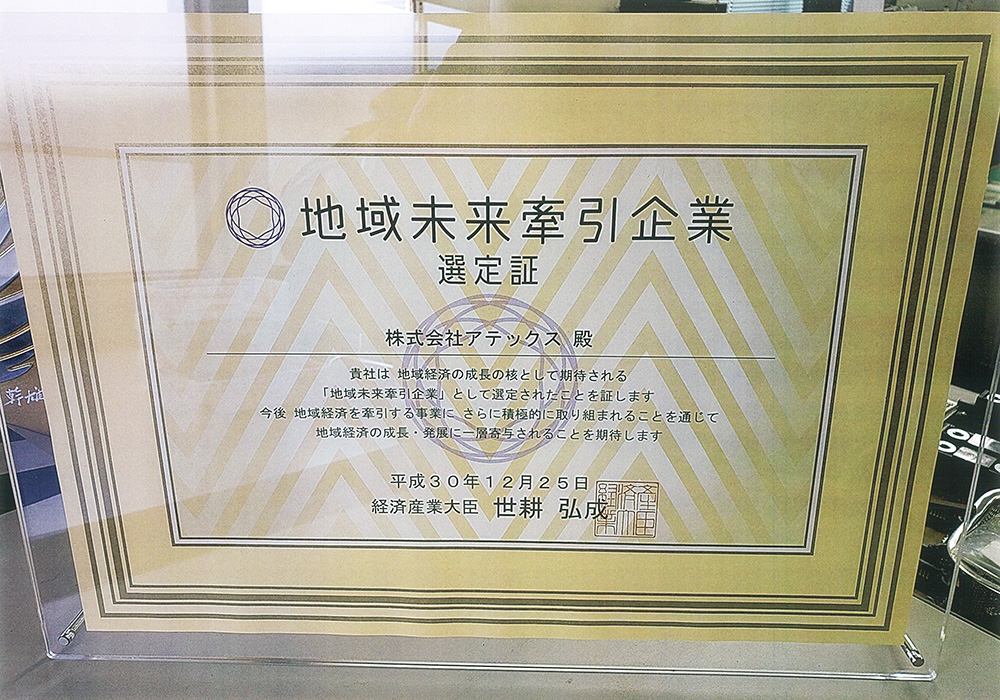 地域未来牽引企業
選定証
株式会社アテックス 殿
貴社は 地域経済の成長の核として期待される
「地域未来牽引企業」として選定されたことを証します
今後 地域経済を牽引する事業に さらに積極的に取り組まれることを通じて
地域経済の成長・発展に一層寄与されることを期待します
平成30年12月25日
経済産業大臣 世耕 弘成